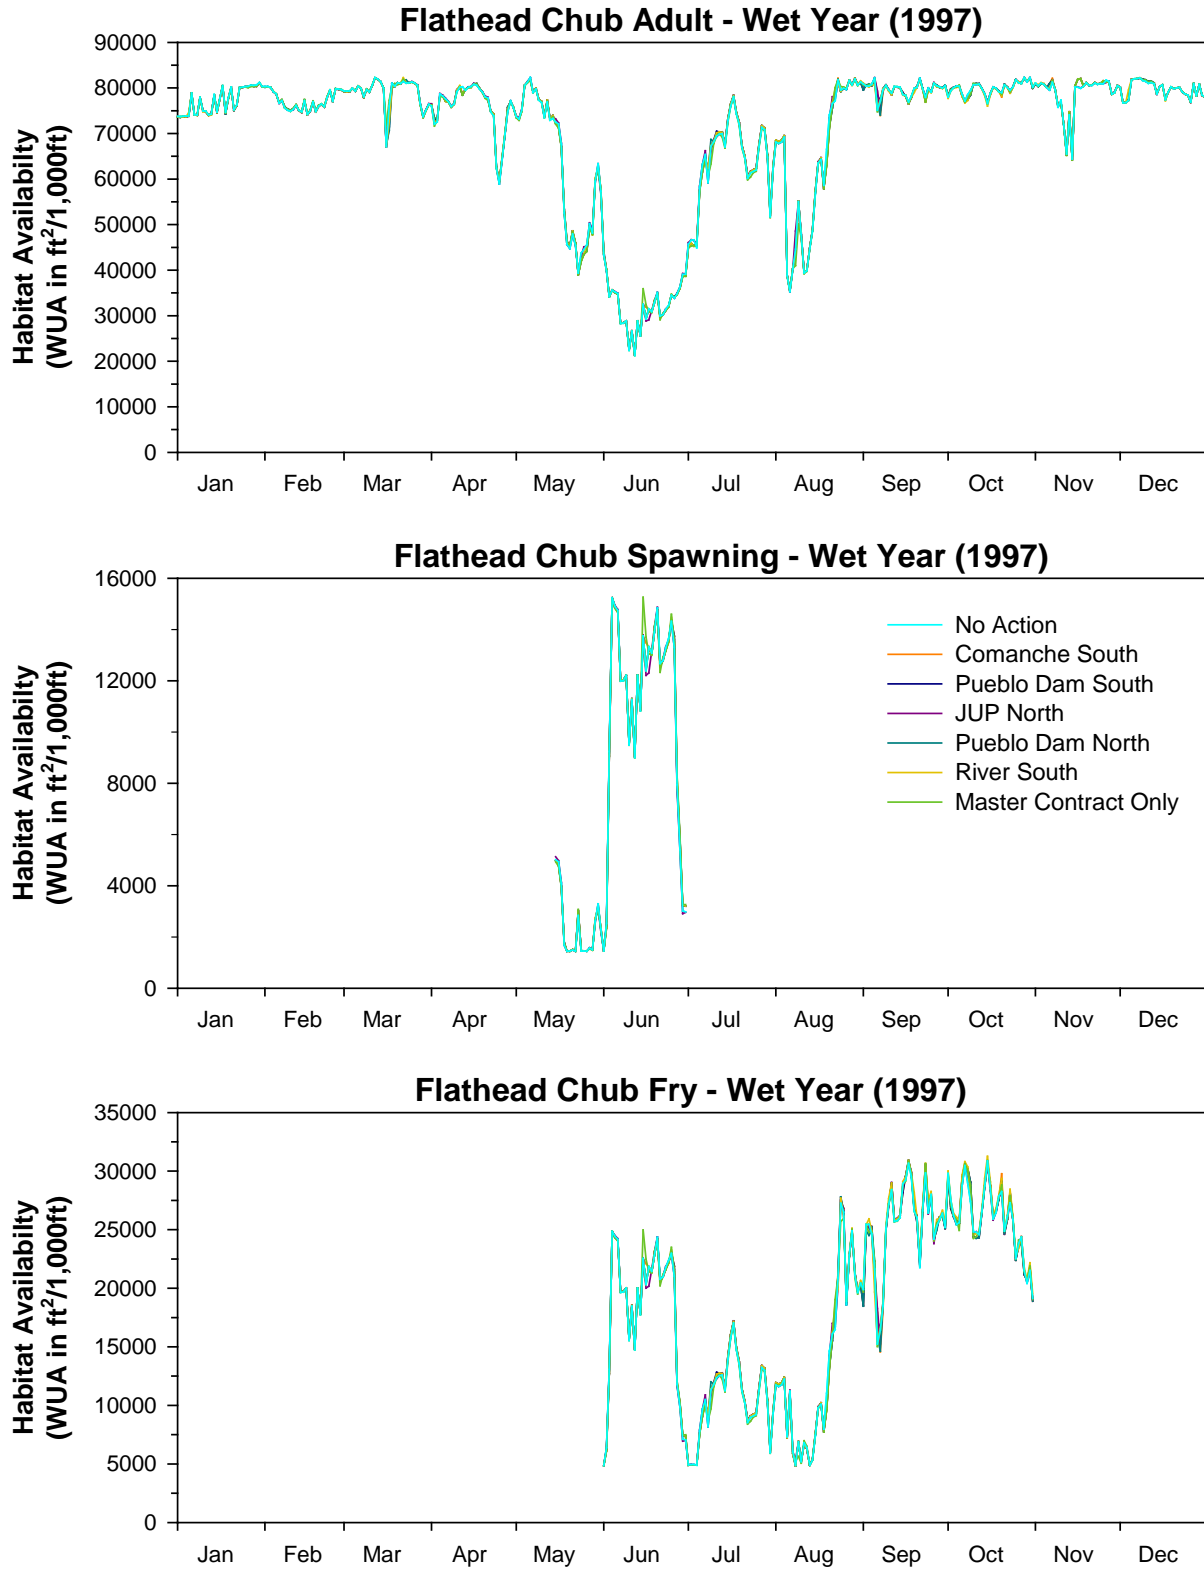 Flathead Chub Adult - Wet Year (1997)
Habitat Availabilty
(WUA in ft²/1,000ft)
90000
80000
70000
60000
50000
40000
30000
20000
10000
0
Jan Feb Mar Apr May Jun Jul Aug Sep Oct Nov Dec
Flathead Chub Spawning - Wet Year (1997)
Habitat Availabilty
(WUA in ft²/1,000ft)
16000
12000
8000
4000
0
No Action
Comanche South
Pueblo Dam South
JUP North
Pueblo Dam North
River South
Master Contract Only
Jan Feb Mar Apr May Jun Jul Aug Sep Oct Nov Dec
Flathead Chub Fry - Wet Year (1997)
Habitat Availabilty
(WUA in ft²/1,000ft)
35000
30000
25000
20000
15000
10000
5000
0
Jan Feb Mar Apr May Jun Jul Aug Sep Oct Nov Dec